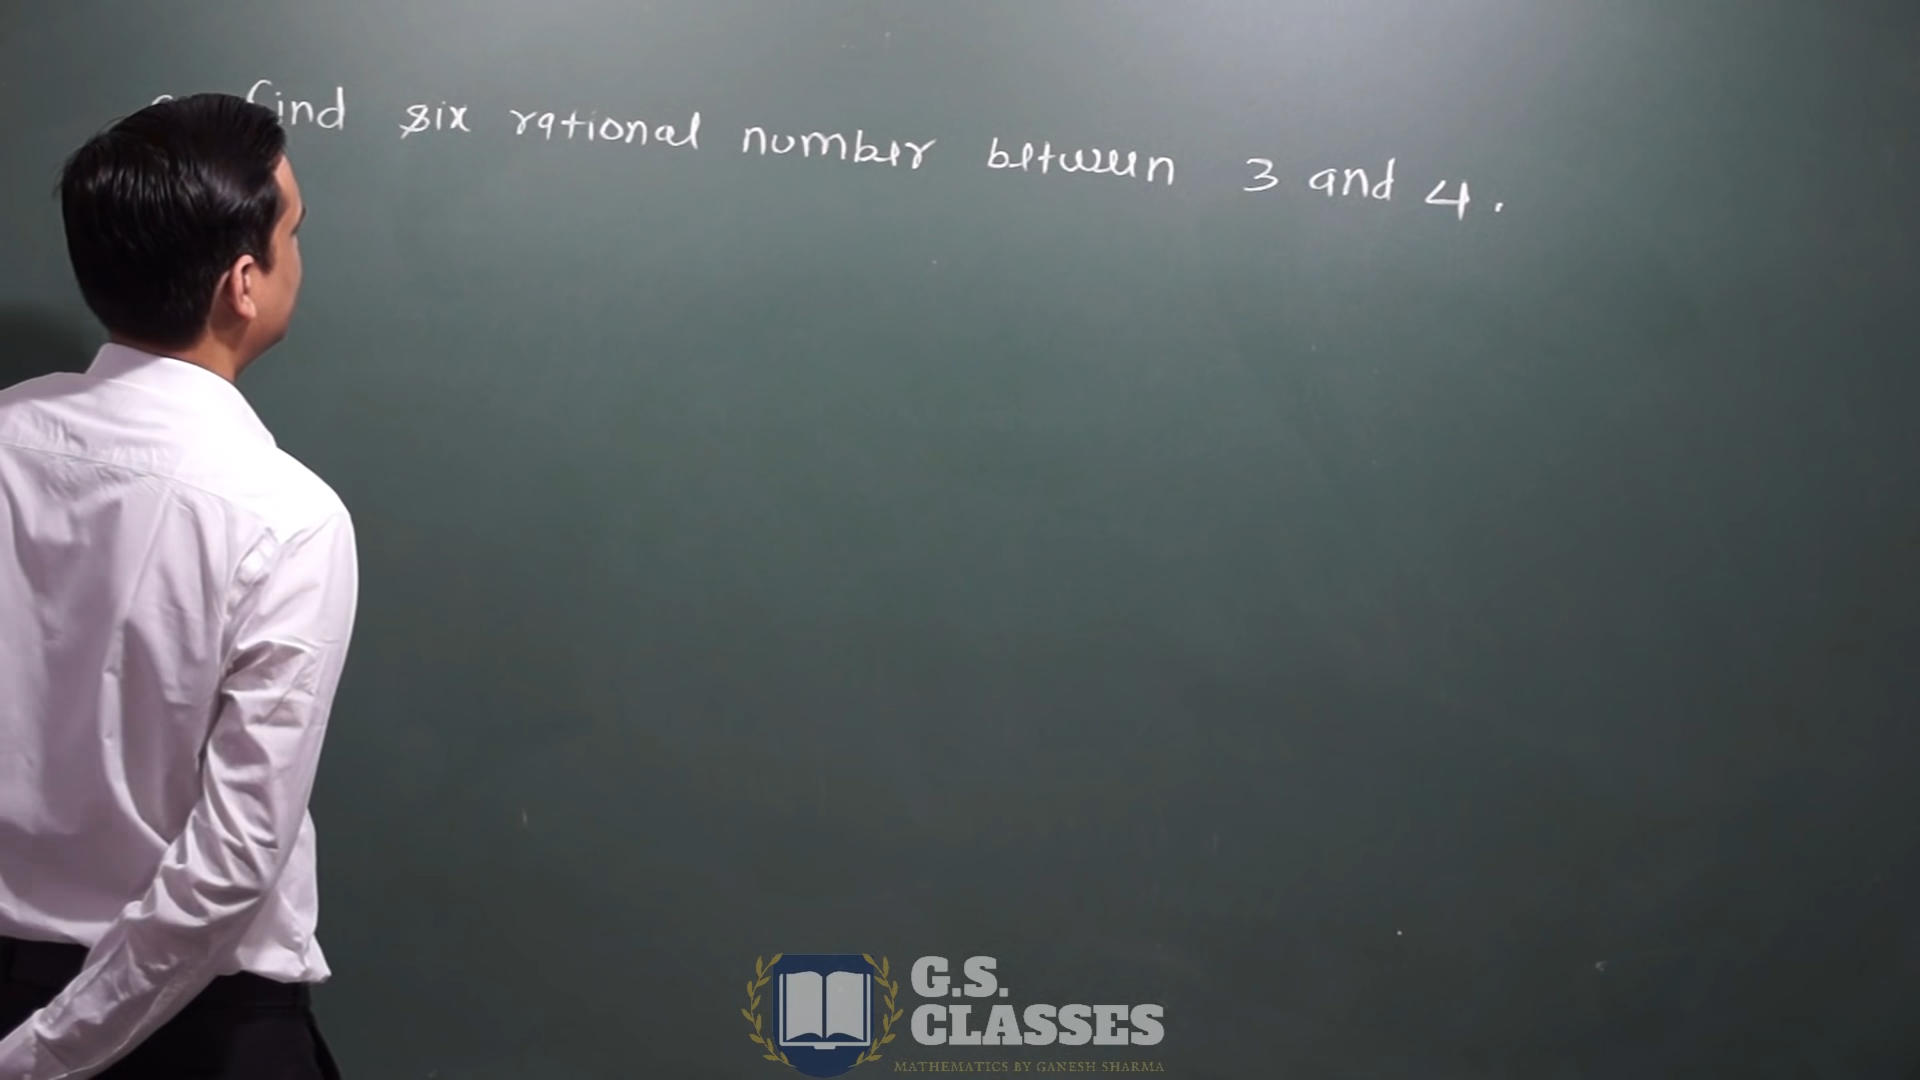 find six rational number between 3 and 4.
G.S.
CLASSES
MATHEMATICS BY GANESH SHARMA